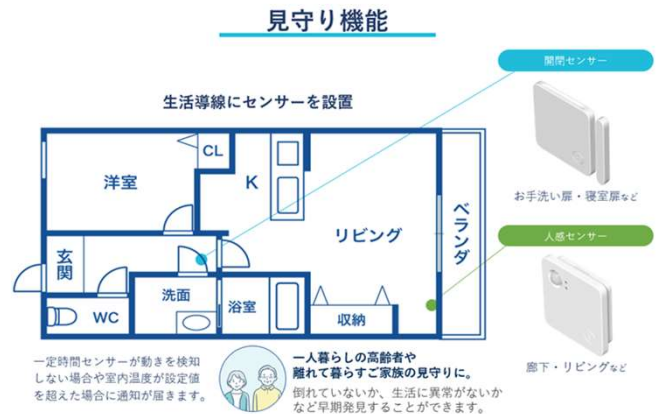 見守り機能
開閉センサー
生活導線にセンサーを設置
CL
洋室
K
お手洗い扉・寝室扉など
リビング
ベランダ
人感センサー
玄関
洗面
浴室
WC
収納
廊下・リビングなど
一定時間センサーが動きを検知
しない場合や室内温度が設定値
を超えた場合に通知が届きます。
一人暮らしの高齢者や
離れて暮らすご家族の見守りに。
倒れていないか、生活に異常がないか
など早期発見することができます。